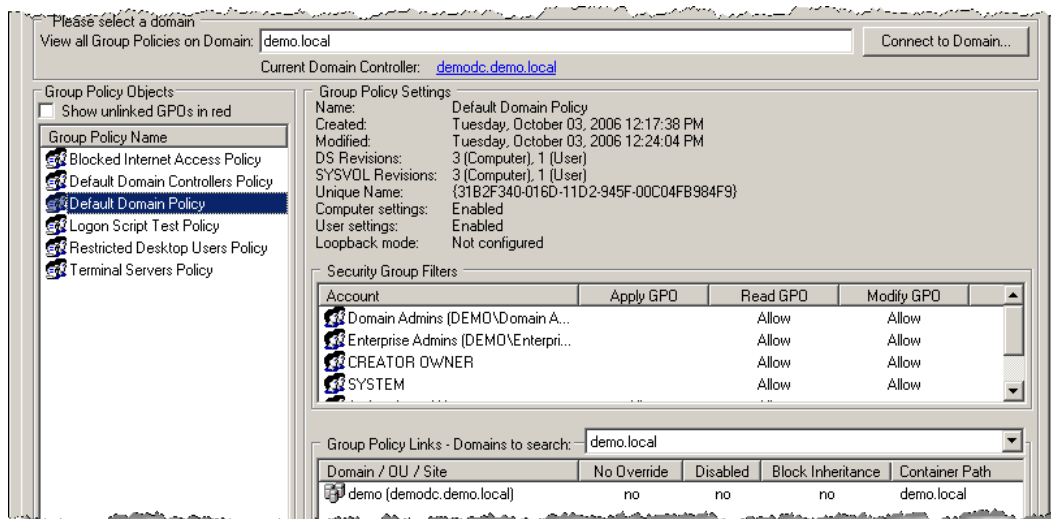 Please select a domain
View all Group Policies on Domain: demo.local Connect to Domain...
Current Domain Controller: demodc.demo.local
Group Policy Objects
Show unlinked GPOs in red
Group Policy Name
Blocked Internet Access Policy
Default Domain Controllers Policy
Default Domain Policy
Logon Script Test Policy
Restricted Desktop Users Policy
Terminal Servers Policy
Group Policy Settings
Name: Default Domain Policy
Created: Tuesday, October 03, 2006 12:17:38 PM
Modified: Tuesday, October 03, 2006 12:24:04 PM
DS Revisions: 3 (Computer), 1 (User)
SYSVOL Revisions: 3 (Computer), 1 (User)
Unique Name: {31B2F340-016D-11D2-945F-00C04FB984F9}
Computer settings: Enabled
User settings: Enabled
Loopback mode: Not configured
Security Group Filters
Account Apply GPO Read GPO Modify GPO
Domain Admins (DEMO\Domain A... Allow Allow
Enterprise Admins (DEMO\Enterpri... Allow Allow
CREATOR OWNER Allow Allow
SYSTEM Allow Allow
Group Policy Links - Domains to search: demo.local
Domain / OU / Site No Override Disabled Block Inheritance Container Path
demo (demodc.demo.local) no no no demo.local